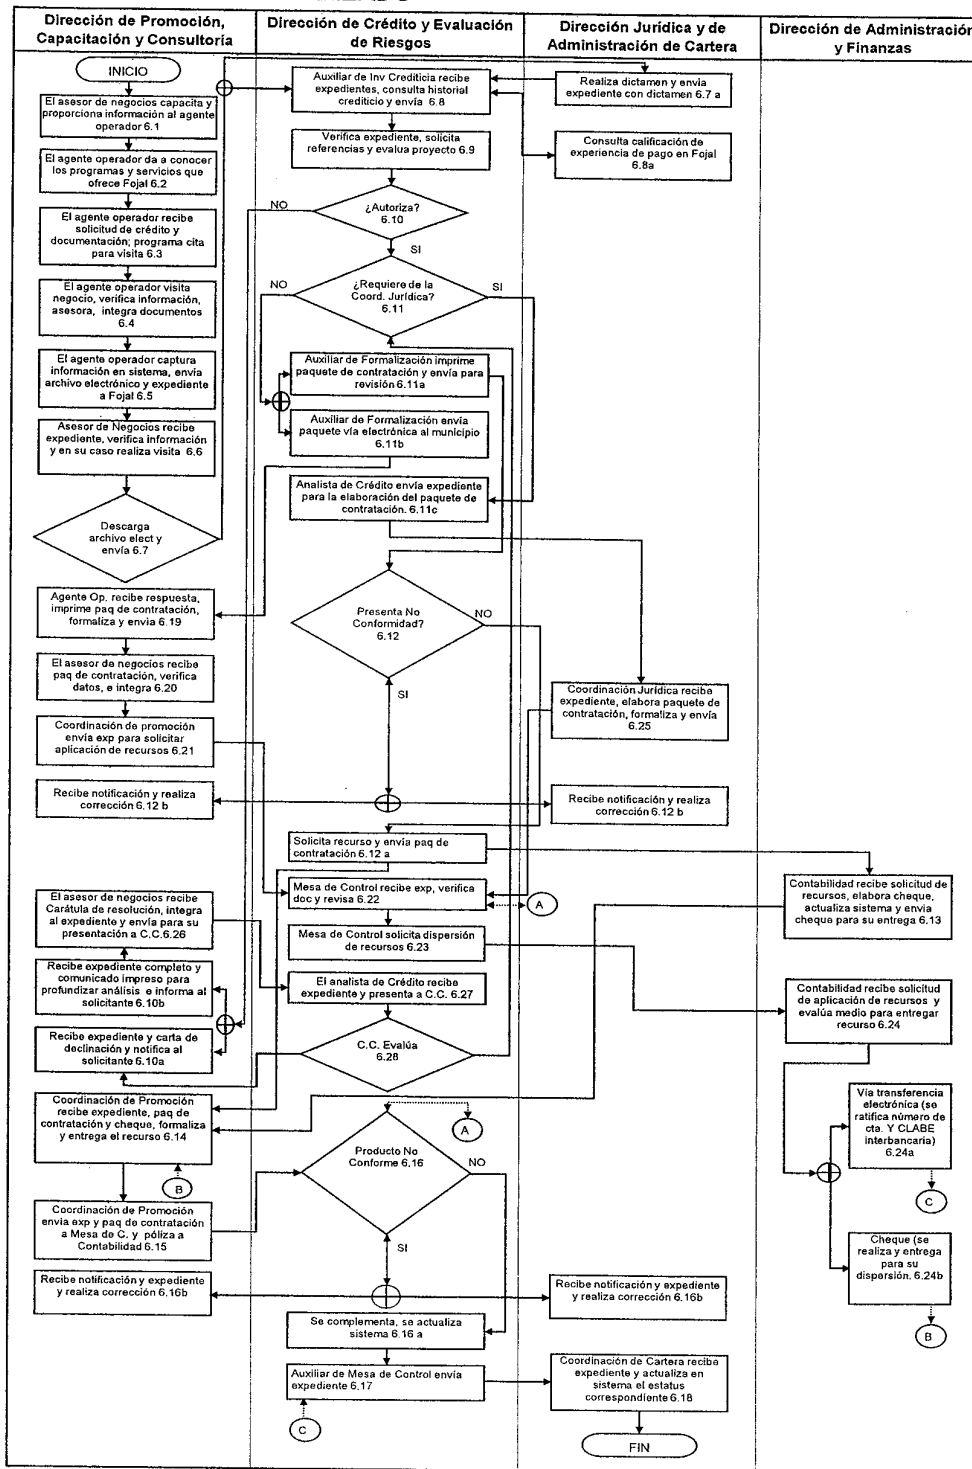 Dirección de Promoción,
Capacitación y Consultoría
Dirección de Crédito y Evaluación
de Riesgos
Dirección Jurídica y de
Administración de Cartera
Dirección de Administración
y Finanzas
INICIO
El asesor de negocios capacita y
proporciona información al agente
operador 6.1
El agente operador da a conocer
los programas y servicios que
ofrece Fojal 6.2
El agente operador recibe
solicitud de crédito y
documentación; programa cita
para visita 6.3
El agente operador visita
negocio, verifica información,
asesora, integra documentos
6.4
El agente operador captura
información en sistema, envía
archivo electrónico y expediente
a Fojal 6.5
Asesor de Negocios recibe
expediente, verifica información
y en su caso realiza visita 6.6
Descarga
archivo elect y
envía 6.7
Auxiliar de Inv Crediticia recibe
expedientes, consulta historial
crediticio y envía 6.8
Realiza dictamen y envia
expediente con dictamen 6.7 a
Verifica expediente, solicita
referencias y evalua proyecto 6.9
Consulta calificación de
experiencia de pago en Fojal
6.8a
NO
¿Autoriza?
6.10
SI
NO
¿Requiere de la
Coord. Jurídica?
6.11
SI
Auxiliar de Formalización imprime
paquete de contratación y envía para
revisión 6.11a
Auxiliar de Formalización envía
paquete vía electrónica al municipio
6.11b
Analista de Crédito envía expediente
para la elaboración del paquete de
contratación. 6.11c
Agente Op. recibe respuesta,
imprime paq de contratación,
formaliza y envia 6.19
Presenta No
Conformidad?
6.12
NO
SI
El asesor de negocios recibe
paq de contratación, verifica
datos, e integra 6.20
Coordinación de promoción
envía exp para solicitar
aplicación de recursos 6.21
Coordinación Jurídica recibe
expediente, elabora paquete de
contratación, formaliza y envía
6.25
Recibe notificación y realiza
corrección 6.12 b
Recibe notificación y realiza
corrección 6.12 b
Solicita recurso y envía paq de
contratación 6.12 a
Mesa de Control recibe exp, verifica
doc y revisa 6.22
A
Contabilidad recibe solicitud de
recursos, elabora cheque,
actualiza sistema y envia
cheque para su entrega 6.13
El asesor de negocios recibe
Carátula de resolución, integra
al expediente y envía para su
presentación a C.C.6.26
Mesa de Control solicita dispersión
de recursos 6.23
Recibe expediente completo y
comunicado impreso para
profundizar análisis e informa al
solicitante 6.10b
El analista de Crédito recibe
expediente y presenta a C.C. 6.27
Contabilidad recibe solicitud
de aplicación de recursos y
evalúa medio para entregar
recurso 6.24
Recibe expediente y carta de
declinación y notifica al
solicitante 6.10a
C.C. Evalúa
6.28
Coordinación de Promoción
recibe expediente, paq de
contratación y cheque, formaliza
y entrega el recurso 6.14
A
Producto No
Conforme 6.16
NO
SI
Vía transferencia
electrónica (se
ratifica número de
cta. Y CLABE
interbancaria)
6.24a
B
C
Coordinación de Promoción
envía exp y paq de contratación
a Mesa de C. y póliza a
Contabilidad 6.15
Cheque (se
realiza y entrega
para su
dispersión. 6.24b
Recibe notificación y expediente
y realiza corrección 6.16b
Recibe notificación y expediente
y realiza corrección 6.16b
B
Se complementa, se actualiza
sistema 6.16 a
Auxiliar de Mesa de Control envía
expediente 6.17
Coordinación de Cartera recibe
expediente y actualiza en
sistema el estatus
correspondiente 6.18
C
FIN